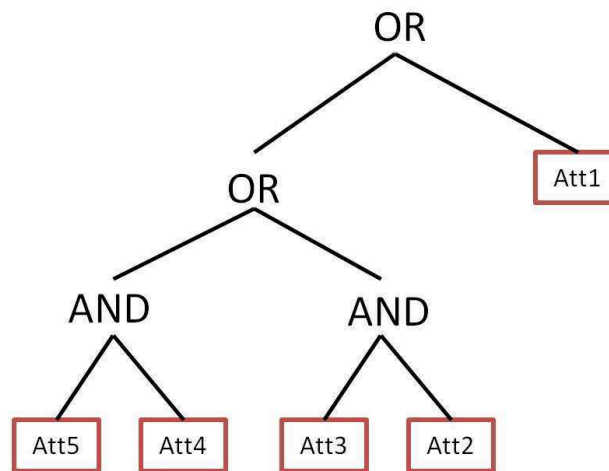 OR
Att1
OR
AND
AND
Att5
Att4
Att3
Att2